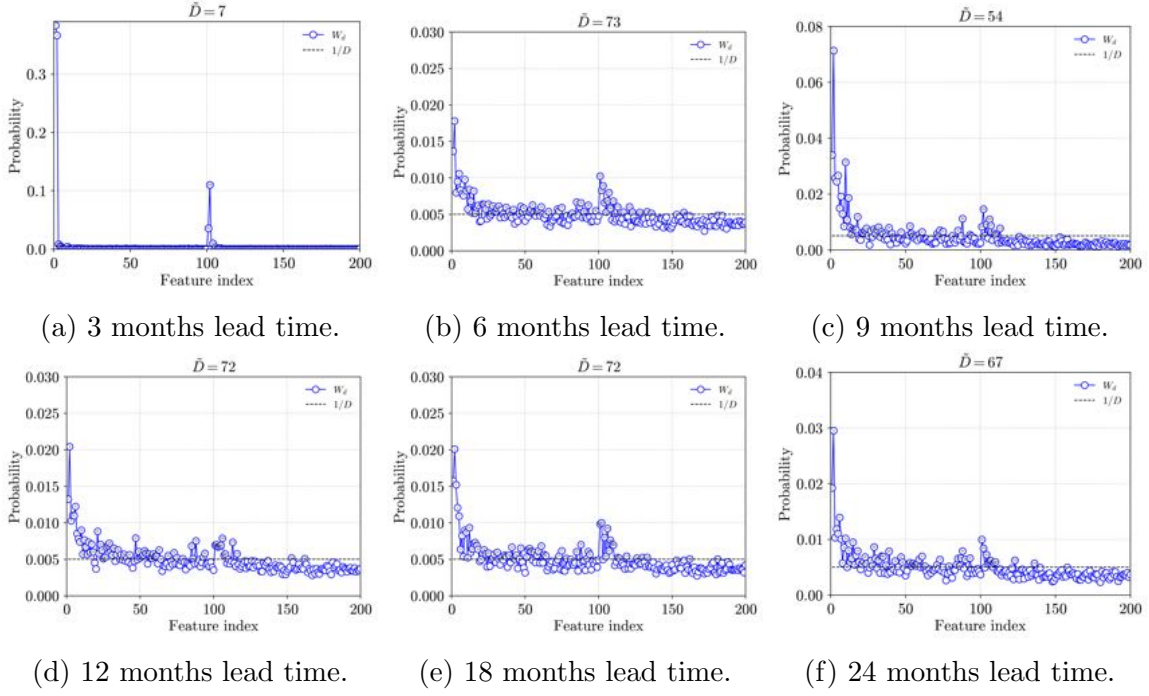 D̃ = 7
0.3
0.2
0.1
0.0
0
50
100
150
200
Probability
Feature index
W_d
1/D
(a) 3 months lead time.
D̃ = 73
0.030
0.025
0.020
0.015
0.010
0.005
0.000
0
50
100
150
200
Probability
Feature index
W_d
1/D
(b) 6 months lead time.
D̃ = 54
0.08
0.06
0.04
0.02
0.00
0
50
100
150
200
Probability
Feature index
W_d
1/D
(c) 9 months lead time.
D̃ = 72
0.030
0.025
0.020
0.015
0.010
0.005
0.000
0
50
100
150
200
Probability
Feature index
W_d
1/D
(d) 12 months lead time.
D̃ = 72
0.030
0.025
0.020
0.015
0.010
0.005
0.000
0
50
100
150
200
Probability
Feature index
W_d
1/D
(e) 18 months lead time.
D̃ = 67
0.04
0.03
0.02
0.01
0.00
0
50
100
150
200
Probability
Feature index
W_d
1/D
(f) 24 months lead time.